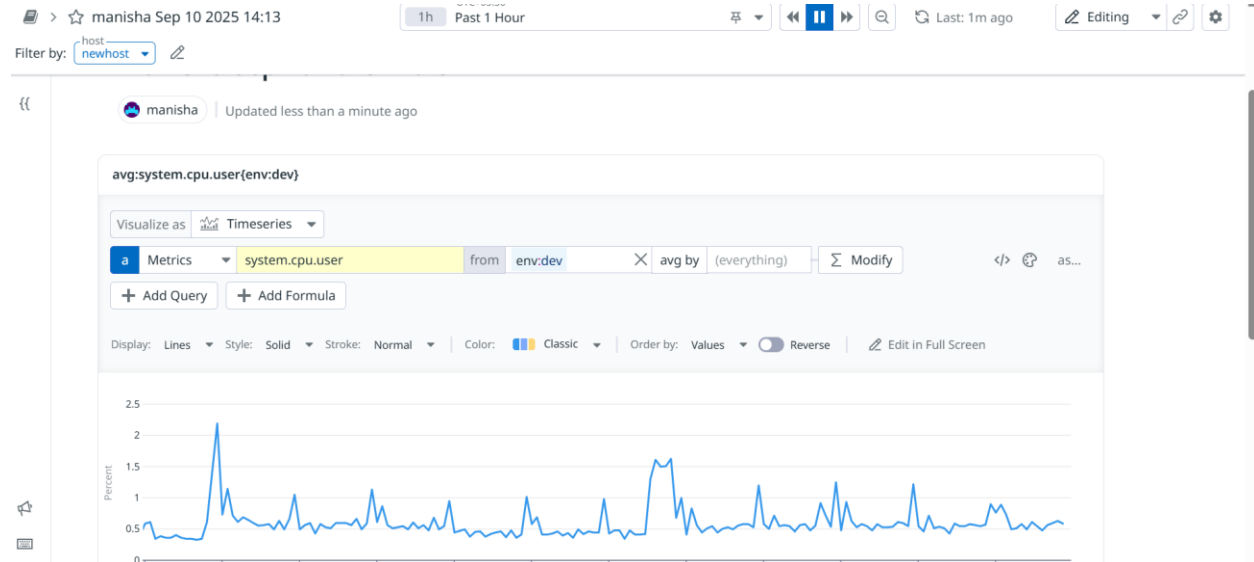 manisha Sep 10 2025 14:13
1h Past 1 Hour
Last: 1m ago
Editing
Filter by: host newhost
manisha Updated less than a minute ago
avg:system.cpu.user{env:dev}
Visualize as Timeseries
a Metrics system.cpu.user from env:dev avg by (everything) Σ Modify </> as...
+ Add Query + Add Formula
Display: Lines Style: Solid Stroke: Normal Color: Classic Order by: Values Reverse Edit in Full Screen
2.5
2
1.5
1
0.5
0
Percent